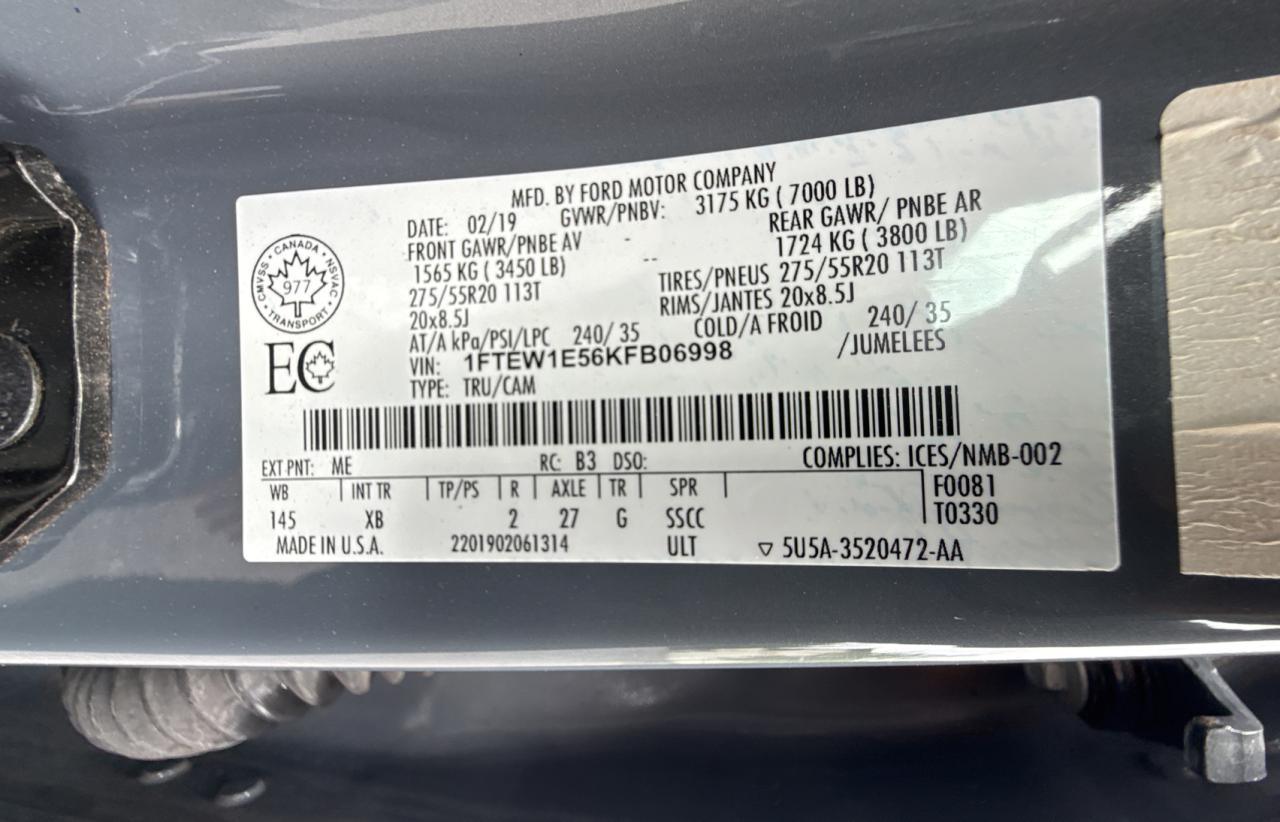 MFD. BY FORD MOTOR COMPANY
DATE: 02/19 GVWR/PNBV: 3175 KG ( 7000 LB)
FRONT GAWR/PNBE AV - REAR GAWR/ PNBE AR
1565 KG ( 3450 LB) -- 1724 KG ( 3800 LB)
275/55R20 113T TIRES/PNEUS 275/55R20 113T
20x8.5J RIMS/JANTES 20x8.5J
AT/A kPa/PSI/LPC 240/ 35 COLD/A FROID 240/ 35
VIN: 1FTEW1E56KFB06998 /JUMELEES
TYPE: TRU/CAM
CANADA
CMVSS NSVAC
977
TRANSPORT
EC
EXT PNT: ME RC: B3 DSO: COMPLIES: ICES/NMB-002
WB INT TR TP/PS R AXLE TR SPR F0081
145 XB 2 27 G SSCC T0330
MADE IN U.S.A. 2201902061314 ULT ▽ 5U5A-3520472-AA